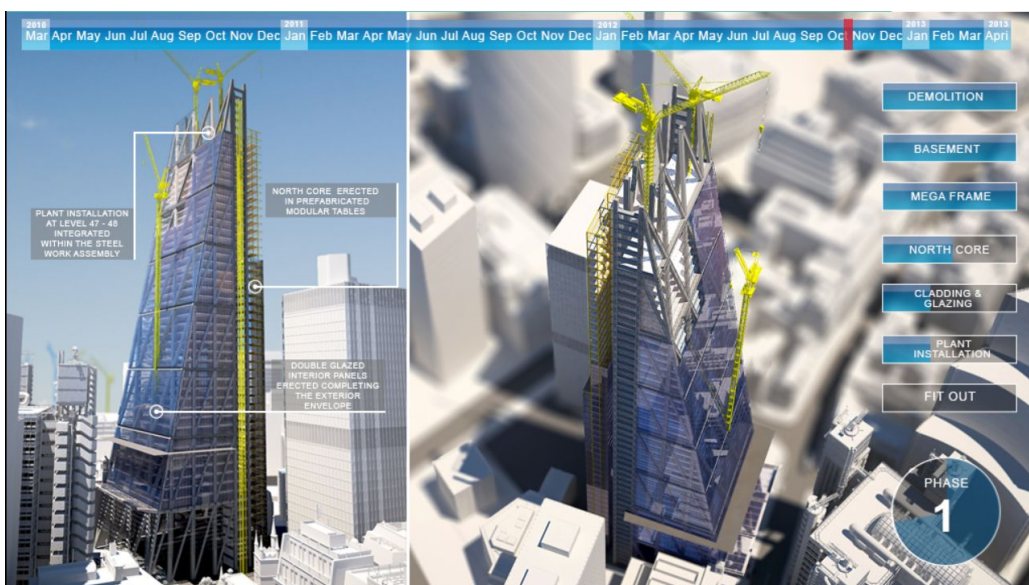 2010 2011 2012 2013 2013
Mar Apr May Jun Jul Aug Sep Oct Nov Dec Jan Feb Mar Apr May Jun Jul Aug Sep Oct Nov Dec Jan Feb Mar Apr May Jun Jul Aug Sep Oct Nov Dec Jan Feb Mar Apri
PLANT INSTALLATION
AT LEVEL 47 - 48
INTEGRATED
WITHIN THE STEEL
WORK ASSEMBLY
NORTH CORE ERECTED
IN PREFABRICATED
MODULAR TABLES
DOUBLE GLAZED
INTERIOR PANELS
ERECTED COMPLETING
THE EXTERIOR
ENVELOPE
DEMOLITION
BASEMENT
MEGA FRAME
NORTH CORE
CLADDING &
GLAZING
PLANT
INSTALLATION
FIT OUT
PHASE
1